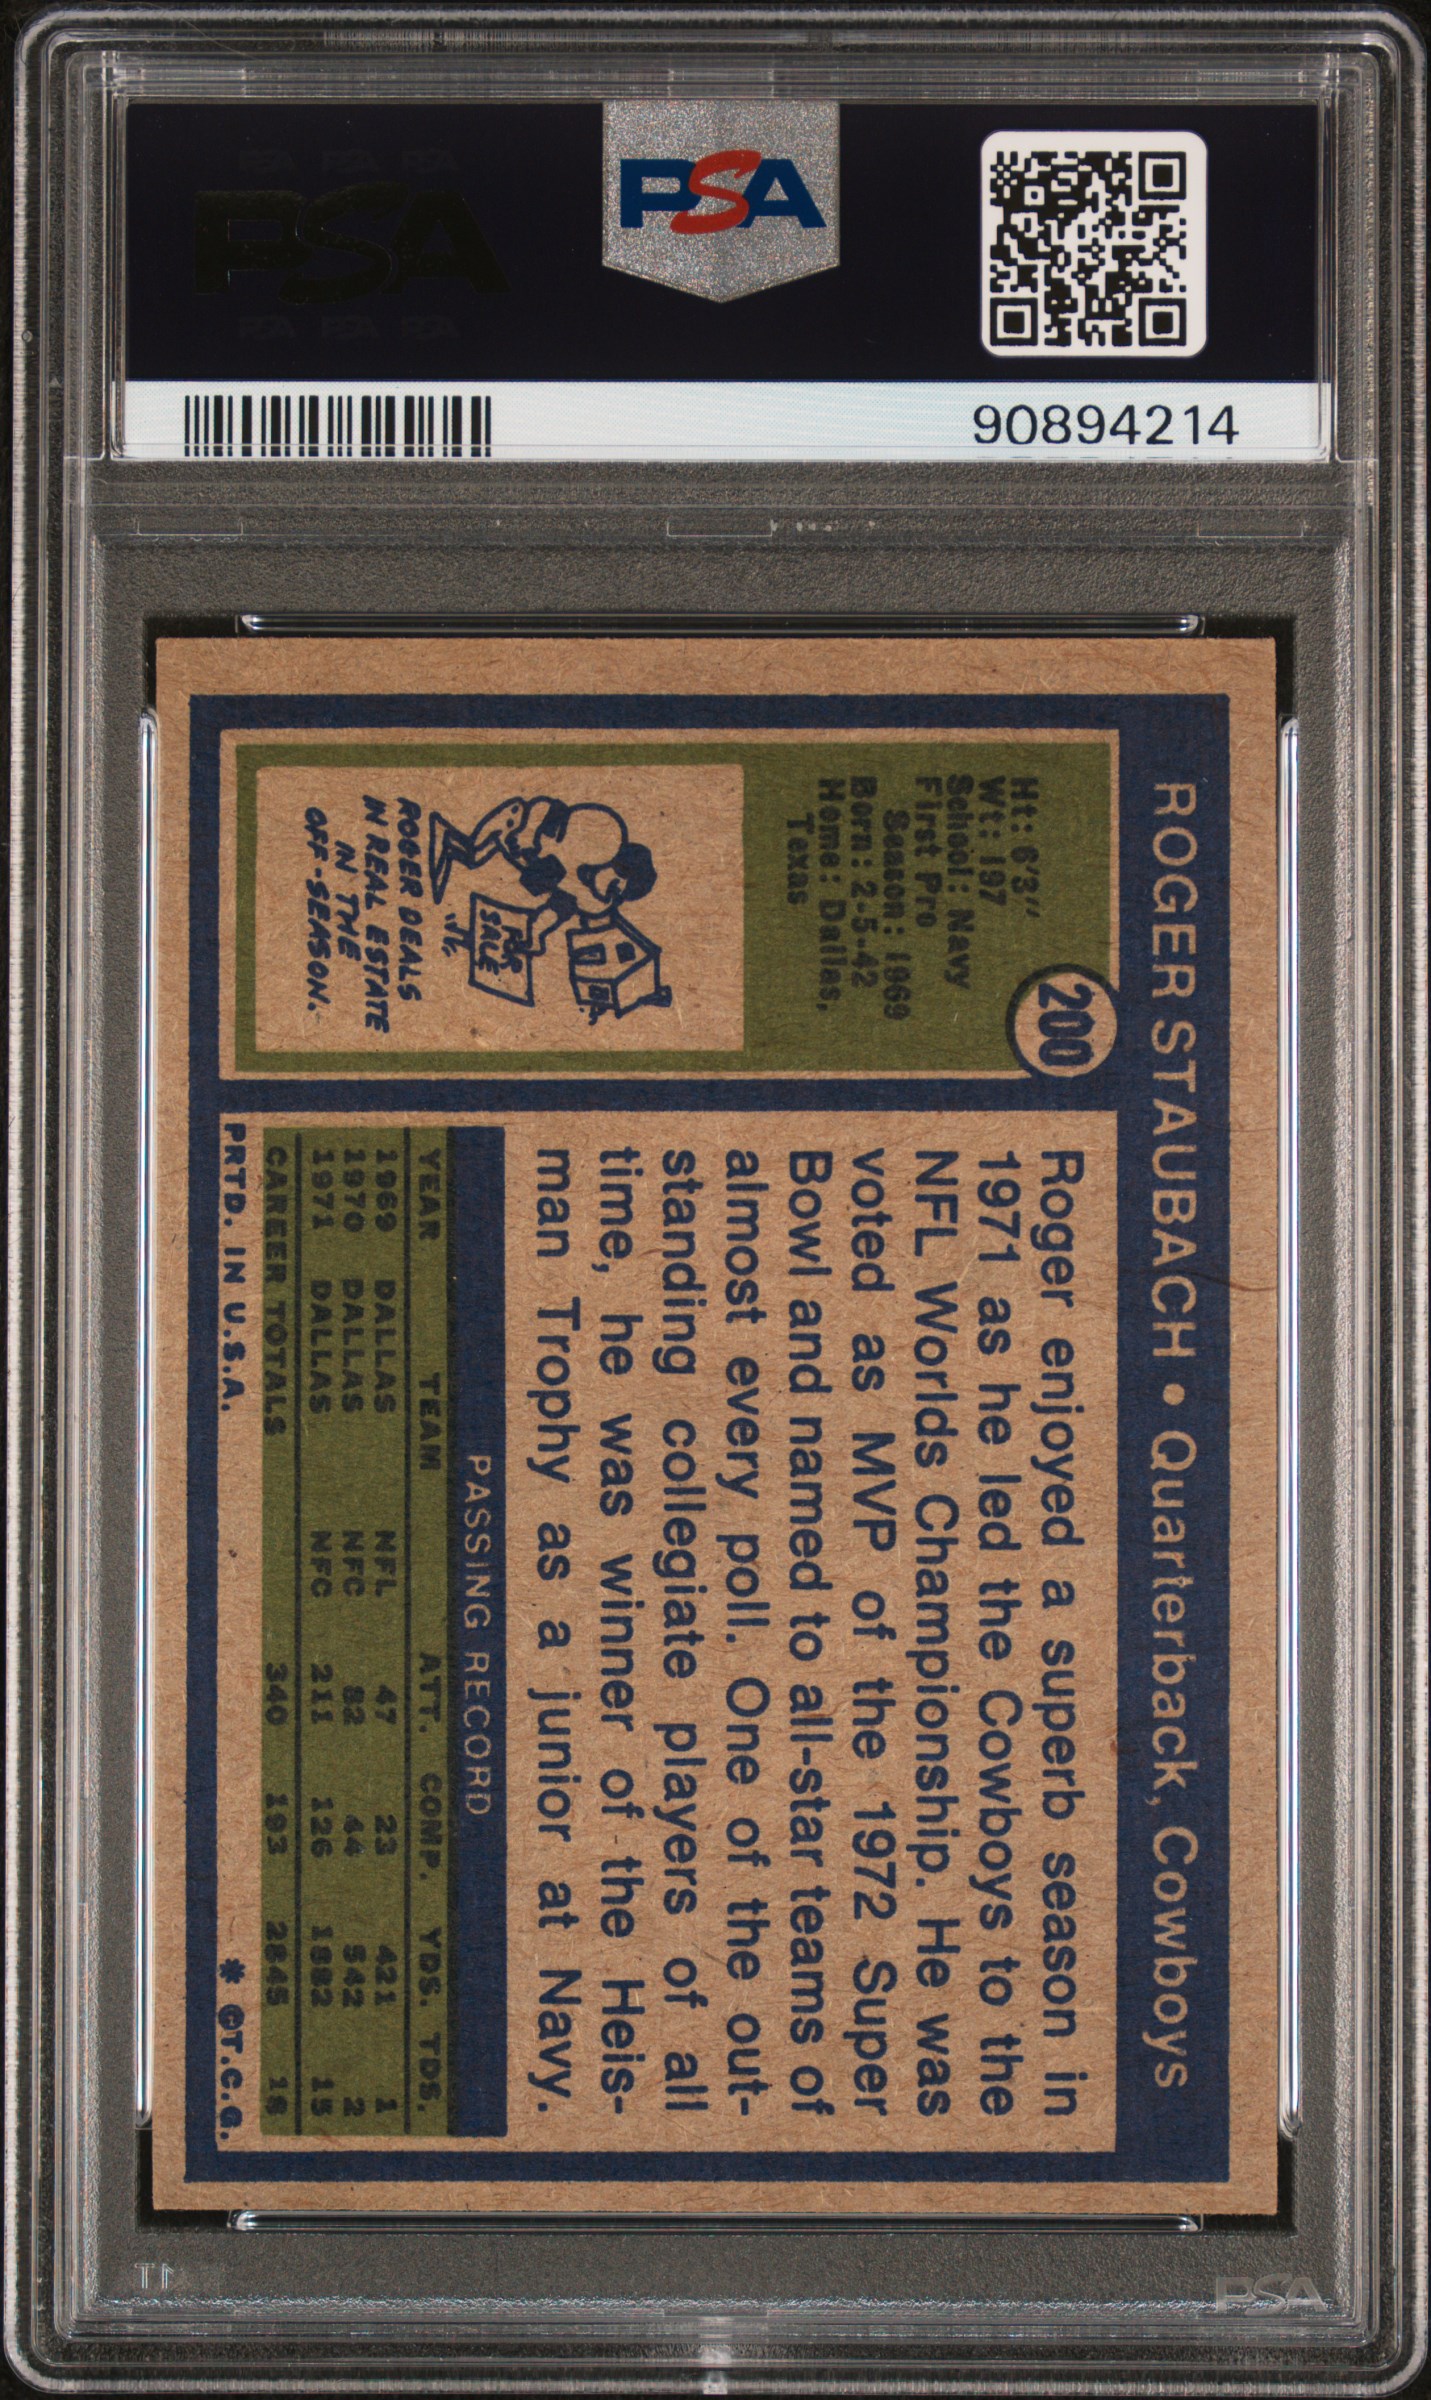 PSA
90894214
ROGER STAUBACH • Quarterback, Cowboys
200
Ht: 6'3"
Wt: 197
School: Navy
First Pro
Season: 1969
Born: 2-5-42
Home: Dallas,
Texas
FOR
SALE
ROGER DEALS
IN REAL ESTATE
IN THE
OFF-SEASON.
Roger enjoyed a superb season in
1971 as he led the Cowboys to the
NFL Worlds Championship. He was
voted as MVP of the 1972 Super
Bowl and named to all-star teams of
almost every poll. One of the out-
standing collegiate players of all
time, he was winner of the Heis-
man Trophy as a junior at Navy.
PASSING RECORD
YEAR TEAM ATT. COMP. YDS. TDS.
1969 DALLAS NFL 47 23 421 1
1970 DALLAS NFC 82 44 542 2
1971 DALLAS NFC 211 126 1882 15
CAREER TOTALS 340 193 2845 18
PRTD. IN U.S.A. * ©T.C.G.
PSA